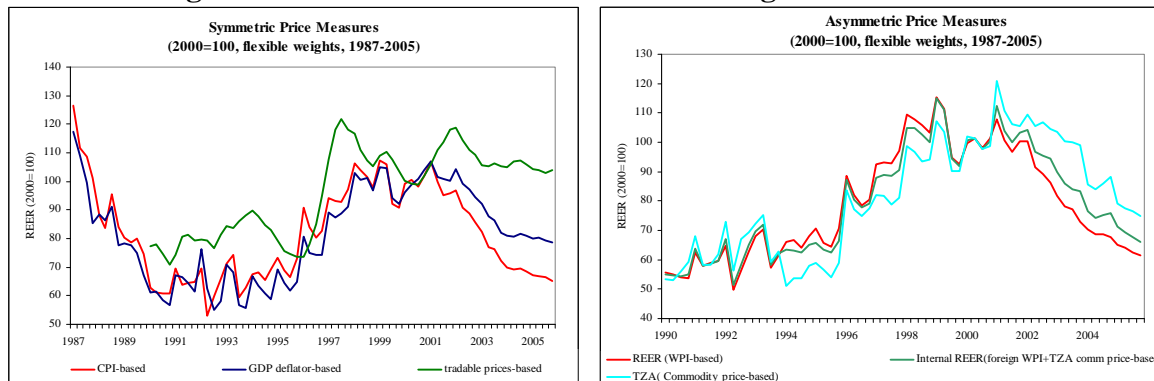 Symmetric Price Measures
(2000=100, flexible weights, 1987-2005)
REER (2000=100)
140
130
120
110
100
90
80
70
60
50
1987 1989 1991 1993 1995 1997 1999 2001 2003 2005
CPI-based GDP deflator-based tradable prices-based
Asymmetric Price Measures
(2000=100, flexible weights, 1987-2005)
REER (2000=100)
130
120
110
100
90
80
70
60
50
40
30
1990 1992 1994 1996 1998 2000 2002 2004
REER (WPI-based) Internal REER(foreign WPI+TZA comm price-base
TZA( Commodity price-based)